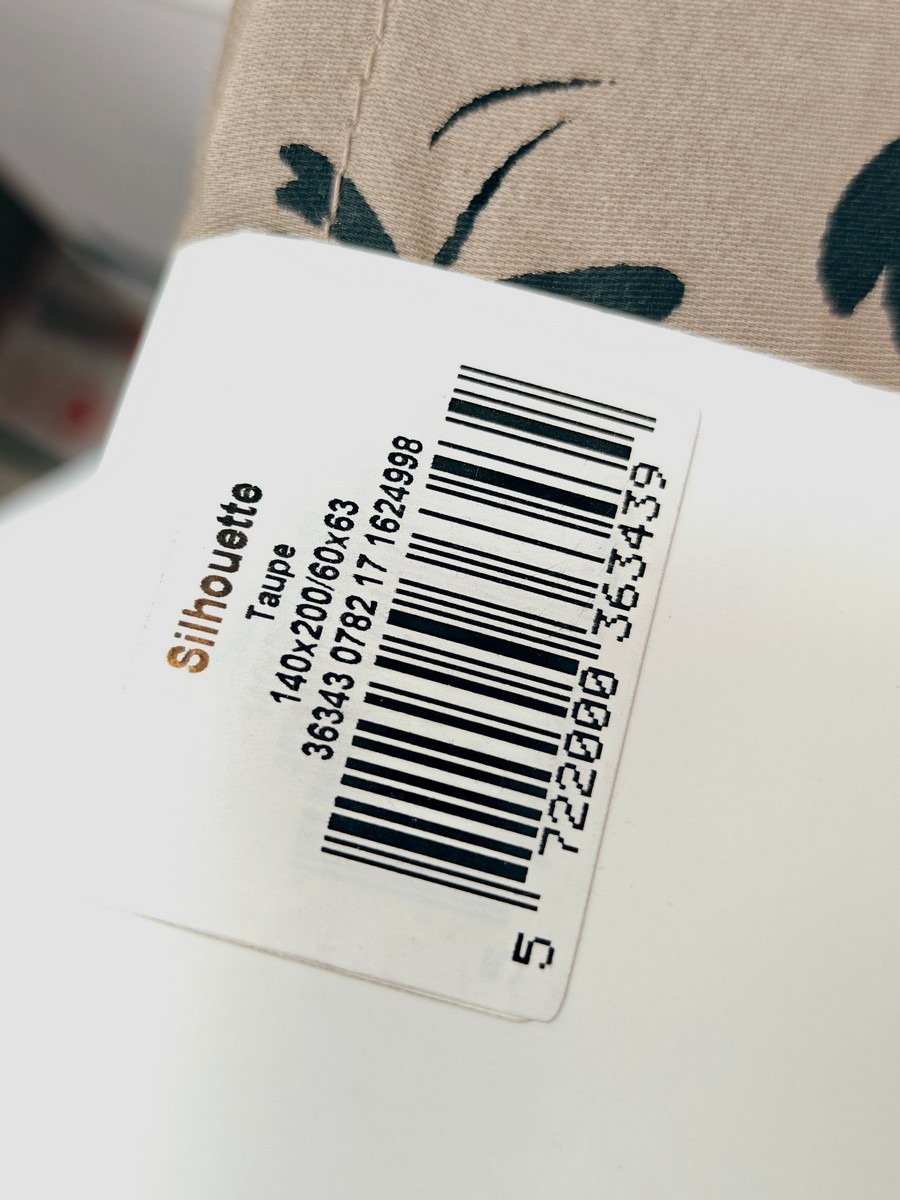 Silhouette
Taupe
140x200/60x63
36343 0782 17 1624998
5 722000 363439